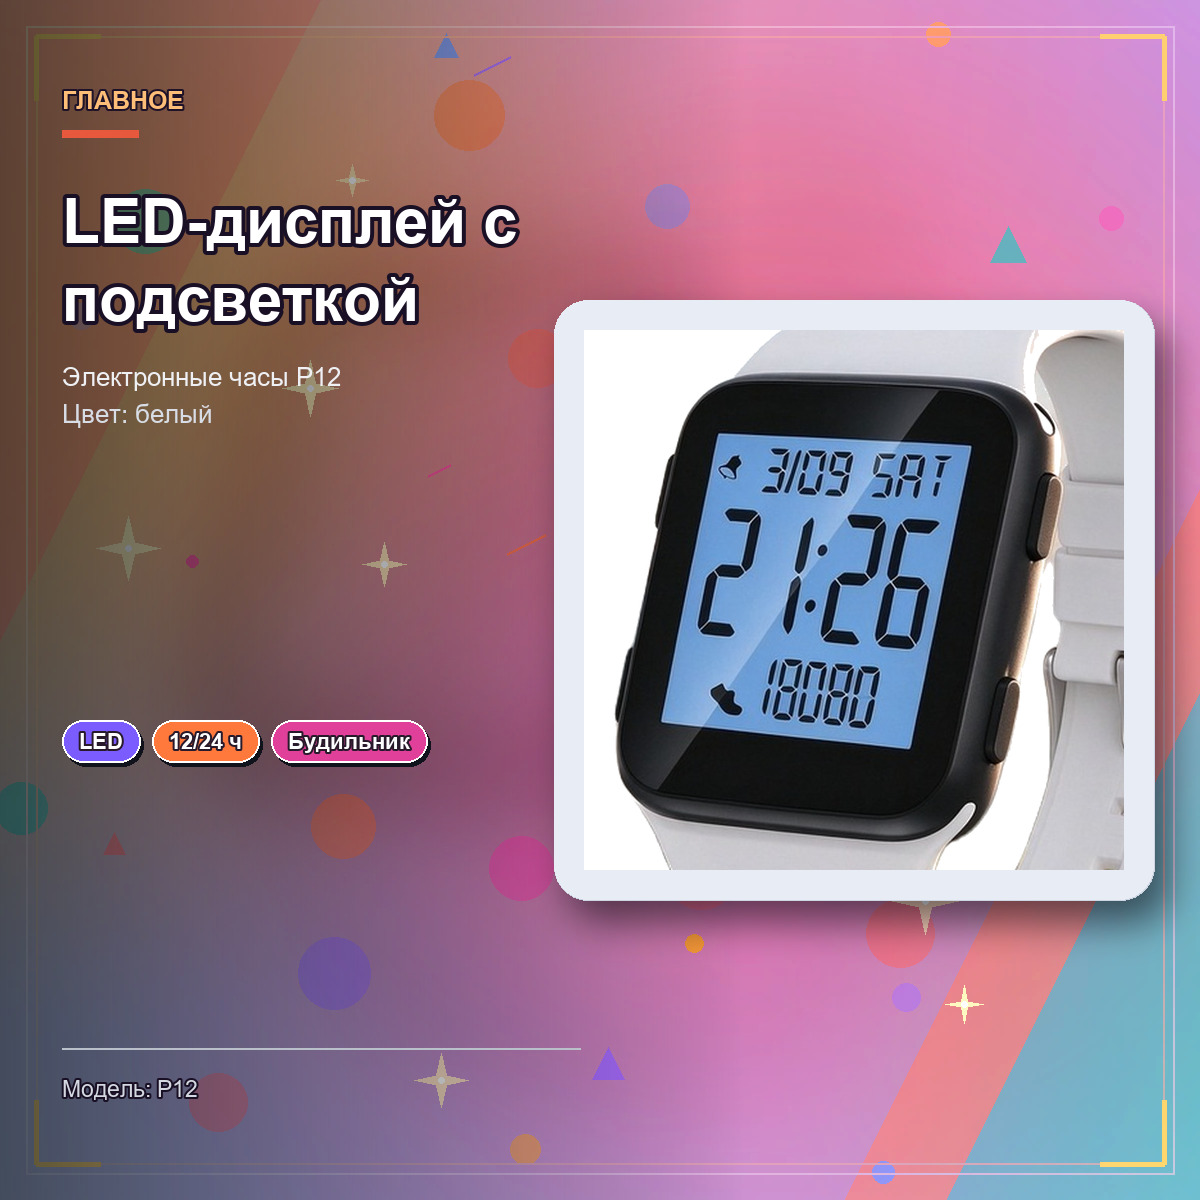 ГЛАВНОЕ
LED-дисплей с
подсветкой
Электронные часы P12
Цвет: белый
3/09 SAT
21:26
18080
LED
12/24 ч
Будильник
Модель: P12